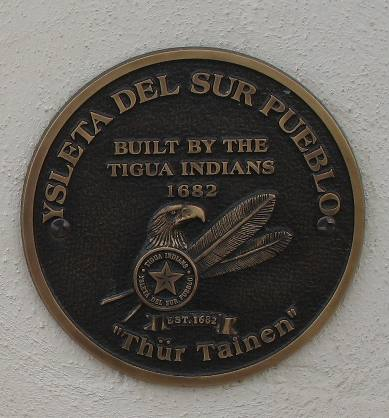 YSLETA DEL SUR PUEBLO
BUILT BY THE
TIGUA INDIANS
1682
TIGUA INDIANS
YSLETA DEL SUR PUEBLO
EST. 1682
"Thür Tainen"